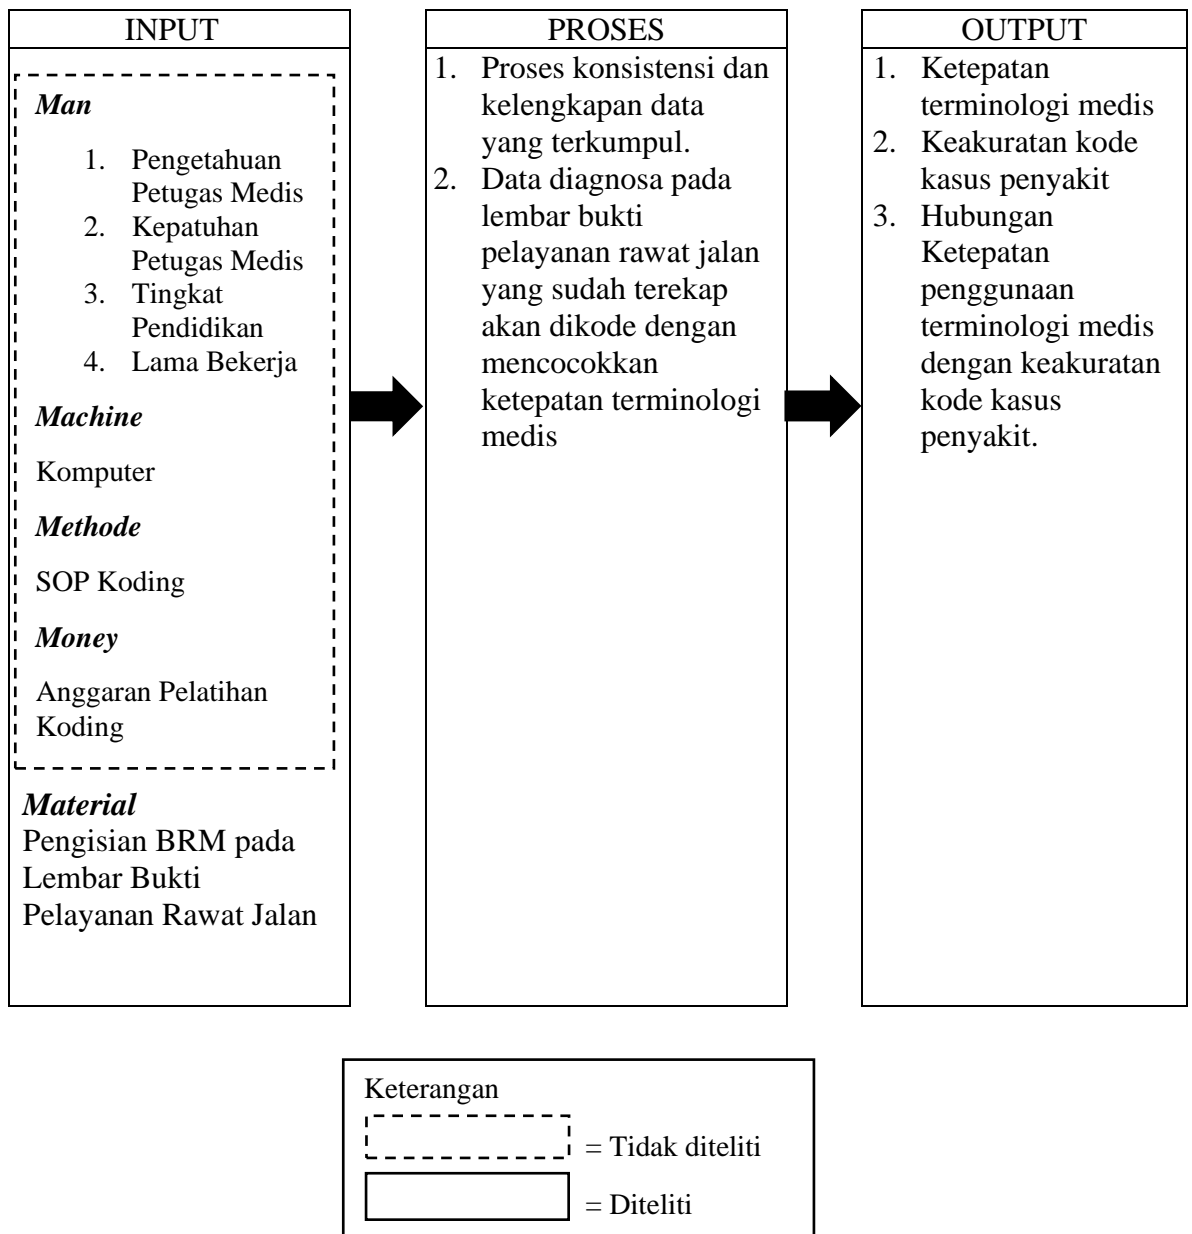 INPUT
Man
1. Pengetahuan
Petugas Medis
2. Kepatuhan
Petugas Medis
3. Tingkat
Pendidikan
4. Lama Bekerja
Machine
Komputer
Methode
SOP Koding
Money
Anggaran Pelatihan
Koding
Material
Pengisian BRM pada
Lembar Bukti
Pelayanan Rawat Jalan
PROSES
1. Proses konsistensi dan
kelengkapan data
yang terkumpul.
2. Data diagnosa pada
lembar bukti
pelayanan rawat jalan
yang sudah terekap
akan dikode dengan
mencocokkan
ketepatan terminologi
medis
OUTPUT
1. Ketepatan
terminologi medis
2. Keakuratan kode
kasus penyakit
3. Hubungan
Ketepatan
penggunaan
terminologi medis
dengan keakuratan
kode kasus
penyakit.
Keterangan
= Tidak diteliti
= Diteliti